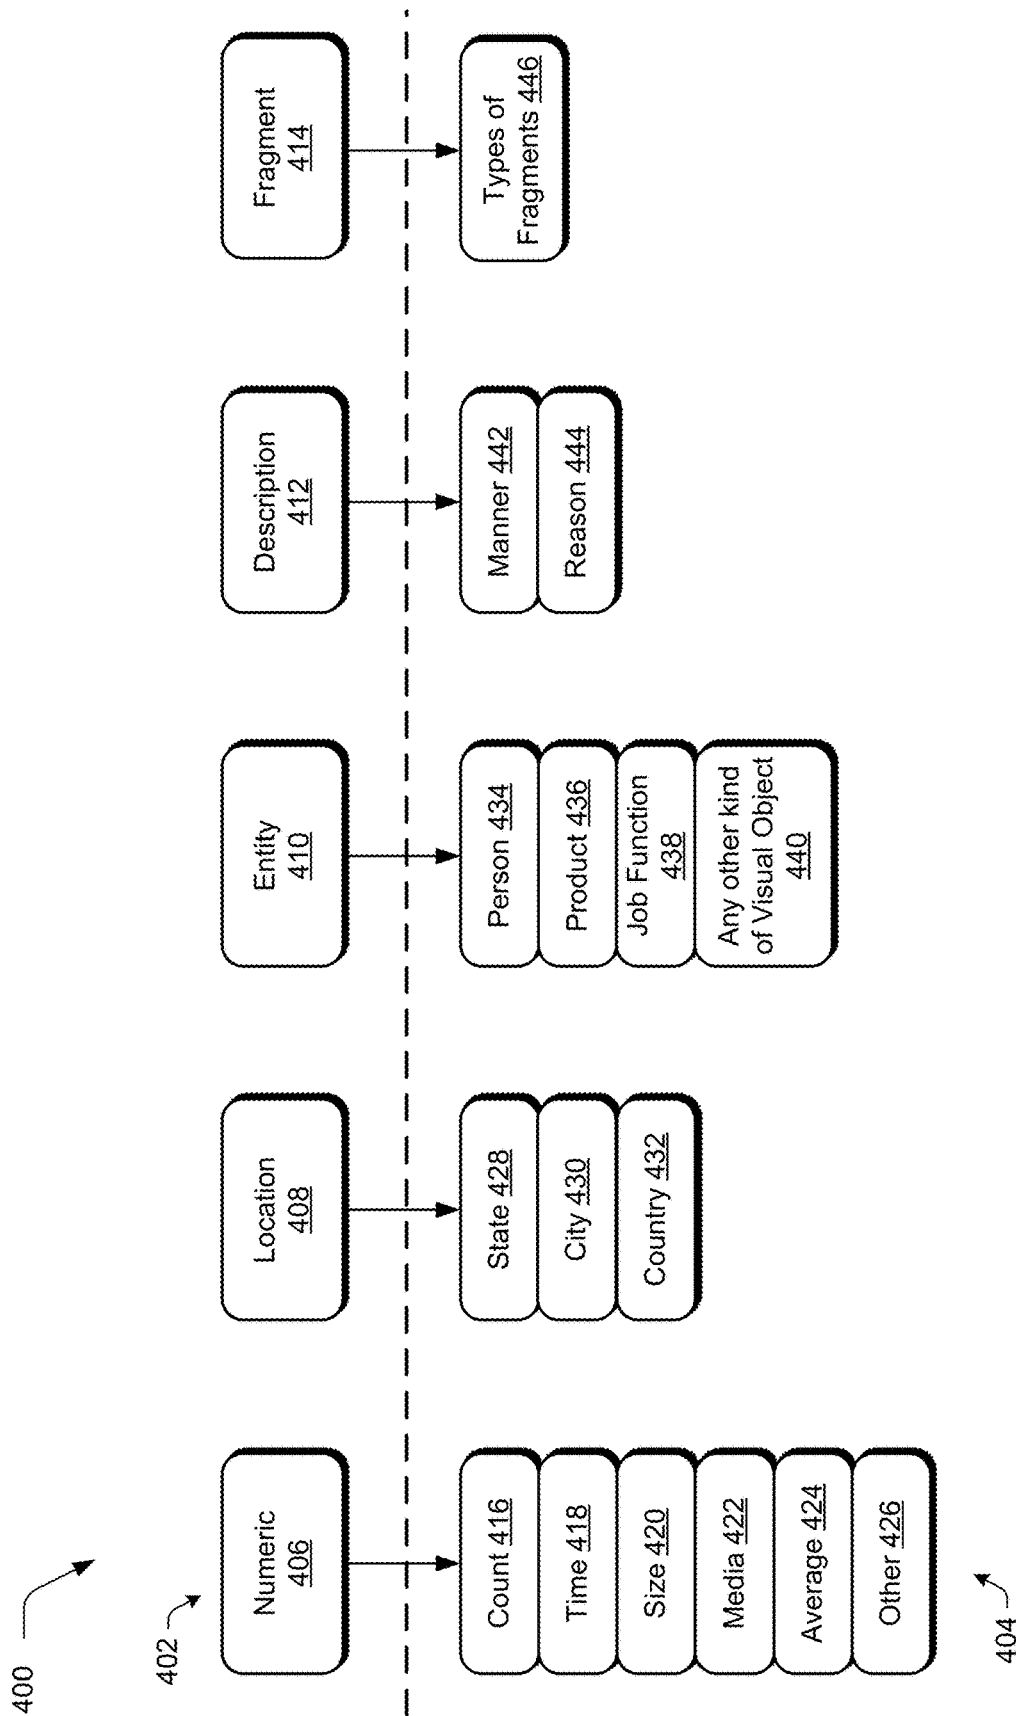 400
402
Numeric
406
Location
408
Entity
410
Description
412
Fragment
414
Count 416
Time 418
Size 420
Media 422
Average 424
Other 426
State 428
City 430
Country 432
Person 434
Product 436
Job Function
438
Any other kind
of Visual Object
440
Manner 442
Reason 444
Types of
Fragments 446
404